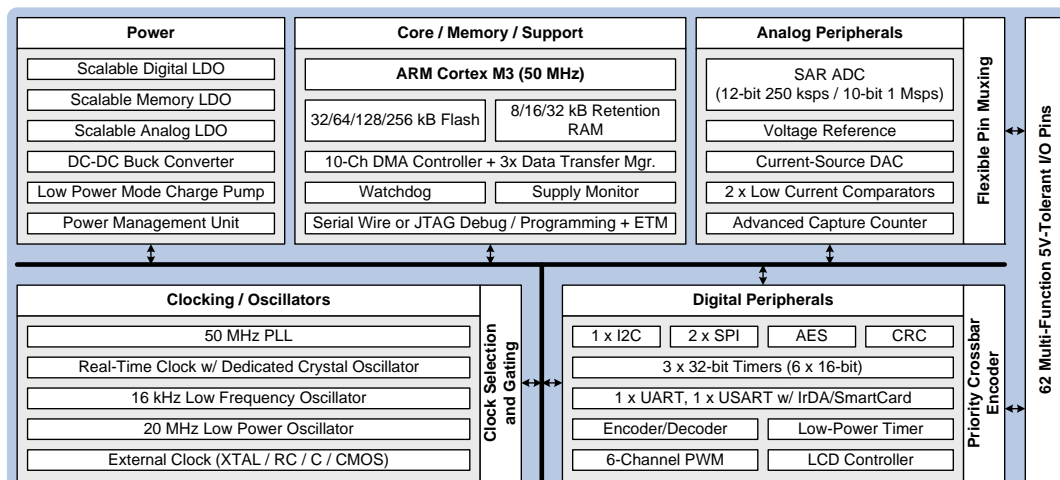 Power
Scalable Digital LDO
Scalable Memory LDO
Scalable Analog LDO
DC-DC Buck Converter
Low Power Mode Charge Pump
Power Management Unit
Core / Memory / Support
ARM Cortex M3 (50 MHz)
32/64/128/256 kB Flash
8/16/32 kB Retention
RAM
10-Ch DMA Controller + 3x Data Transfer Mgr.
Watchdog
Supply Monitor
Serial Wire or JTAG Debug / Programming + ETM
Analog Peripherals
SAR ADC
(12-bit 250 ksps / 10-bit 1 Msps)
Voltage Reference
Current-Source DAC
2 x Low Current Comparators
Advanced Capture Counter
Flexible Pin Muxing
62 Multi-Function 5V-Tolerant I/O Pins
Clocking / Oscillators
50 MHz PLL
Real-Time Clock w/ Dedicated Crystal Oscillator
16 kHz Low Frequency Oscillator
20 MHz Low Power Oscillator
External Clock (XTAL / RC / C / CMOS)
Clock Selection
and Gating
Digital Peripherals
1 x I2C
2 x SPI
AES
CRC
3 x 32-bit Timers (6 x 16-bit)
1 x UART, 1 x USART w/ IrDA/SmartCard
Encoder/Decoder
Low-Power Timer
6-Channel PWM
LCD Controller
Priority Crossbar
Encoder